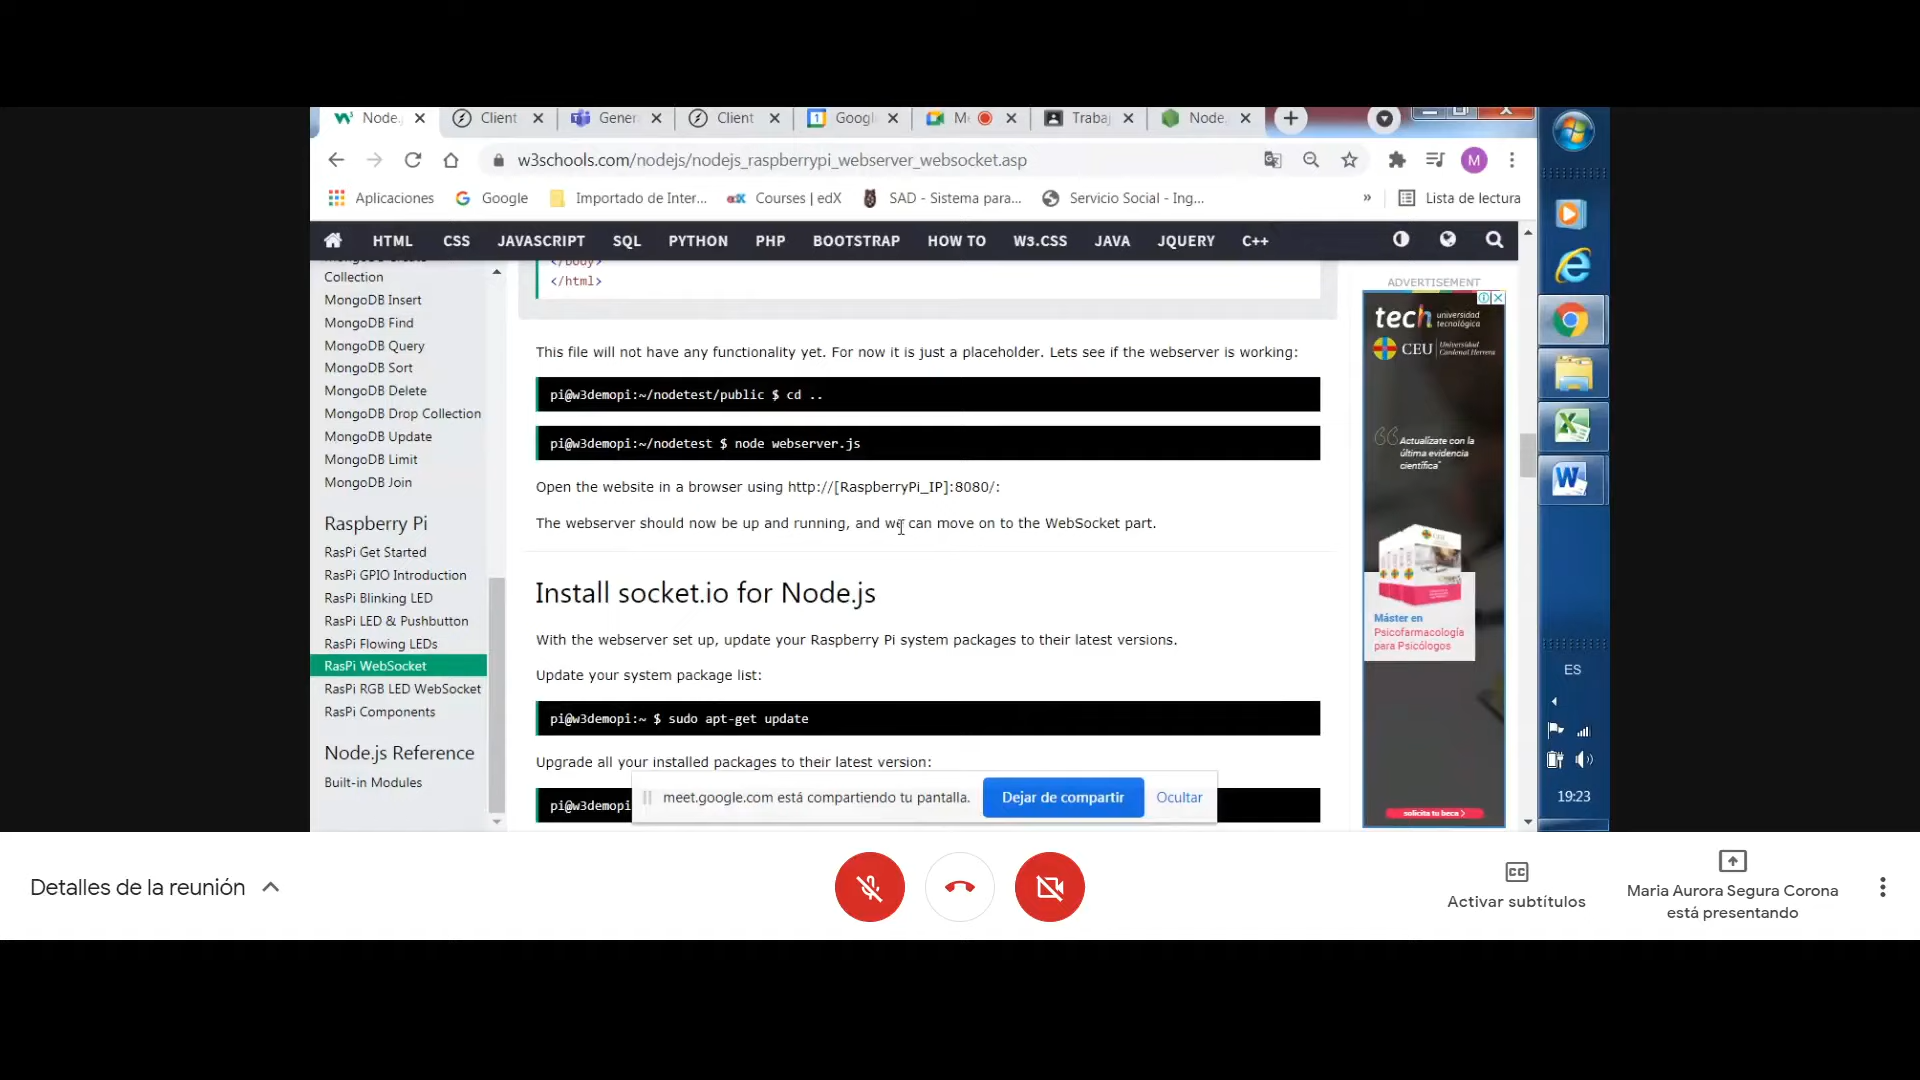 Node.
Client
Gener
Client
1
Googl
M
Trabaj
Node.
w3schools.com/nodejs/nodejs_raspberrypi_webserver_websocket.asp
M
Aplicaciones
Google
Importado de Inter...
edX
Courses | edX
SAD - Sistema para...
Servicio Social - Ing...
»
Lista de lectura
HTML
CSS
JAVASCRIPT
SQL
PYTHON
PHP
BOOTSTRAP
HOW TO
W3.CSS
JAVA
JQUERY
C++
MongoDB Create
Collection
MongoDB Insert
MongoDB Find
MongoDB Query
MongoDB Sort
MongoDB Delete
MongoDB Drop Collection
MongoDB Update
MongoDB Limit
MongoDB Join
Raspberry Pi
RasPi Get Started
RasPi GPIO Introduction
RasPi Blinking LED
RasPi LED & Pushbutton
RasPi Flowing LEDs
RasPi WebSocket
RasPi RGB LED WebSocket
RasPi Components
Node.js Reference
Built-in Modules
</body>
</html>
This file will not have any functionality yet. For now it is just a placeholder. Lets see if the webserver is working:
pi@w3demopi:~/nodetest/public $ cd ..
pi@w3demopi:~/nodetest $ node webserver.js
Open the website in a browser using http://[RaspberryPi_IP]:8080/:
The webserver should now be up and running, and we can move on to the WebSocket part.
Install socket.io for Node.js
With the webserver set up, update your Raspberry Pi system packages to their latest versions.
Update your system package list:
pi@w3demopi:~ $ sudo apt-get update
Upgrade all your installed packages to their latest version:
pi@w3demopi
meet.google.com está compartiendo tu pantalla.
Dejar de compartir
Ocultar
ADVERTISEMENT
tech universidad
tecnológica
CEU Universidad
Cardenal Herrera
Actualízate con la
última evidencia
científica"
Máster en
Psicofarmacología
para Psicólogos
solicita tu beca >
ES
19:23
Detalles de la reunión
CC
Activar subtítulos
Maria Aurora Segura Corona
está presentando